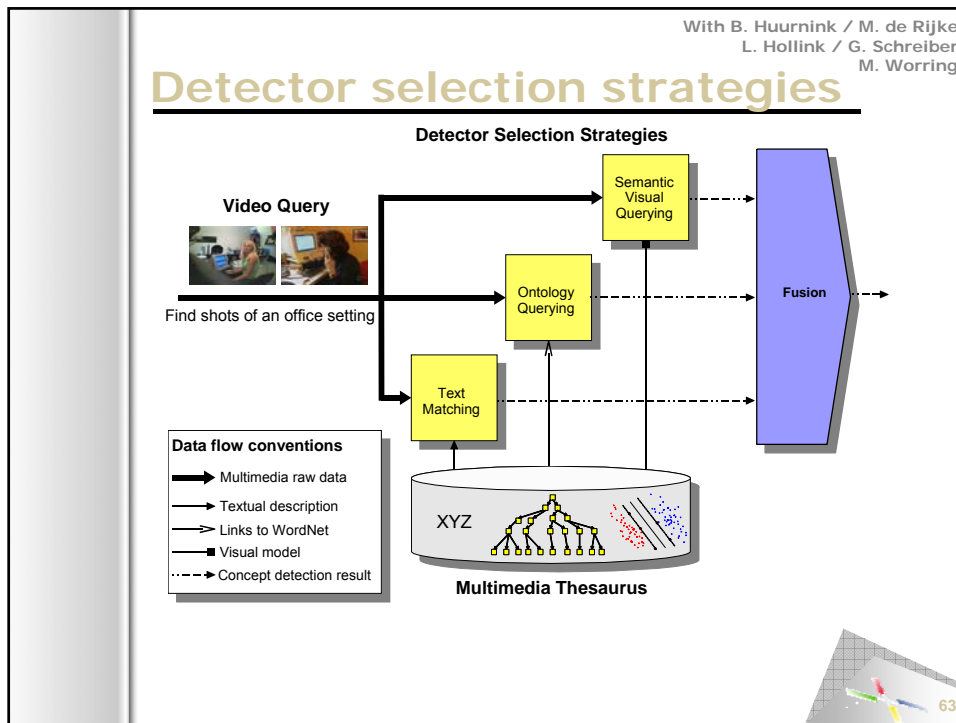 With B. Huurnink / M. de Rijke
L. Hollink / G. Schreiber
M. Worring
Detector selection strategies
Detector Selection Strategies
Video Query
Find shots of an office setting
Semantic
Visual
Querying
Ontology
Querying
Text
Matching
Fusion
Data flow conventions
Multimedia raw data
Textual description
Links to WordNet
Visual model
Concept detection result
XYZ
Multimedia Thesaurus
63